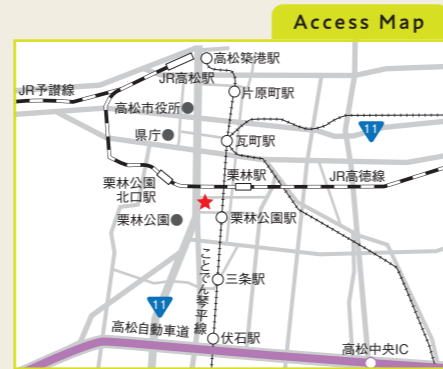 Access Map
高松築港駅
JR高松駅
JR予讃線
片原町駅
高松市役所
11
県庁
瓦町駅
栗林駅
JR高徳線
栗林公園
北口駅
栗林公園
栗林公園駅
ことでん琴平線
三条駅
11
高松自動車道
伏石駅
高松中央IC